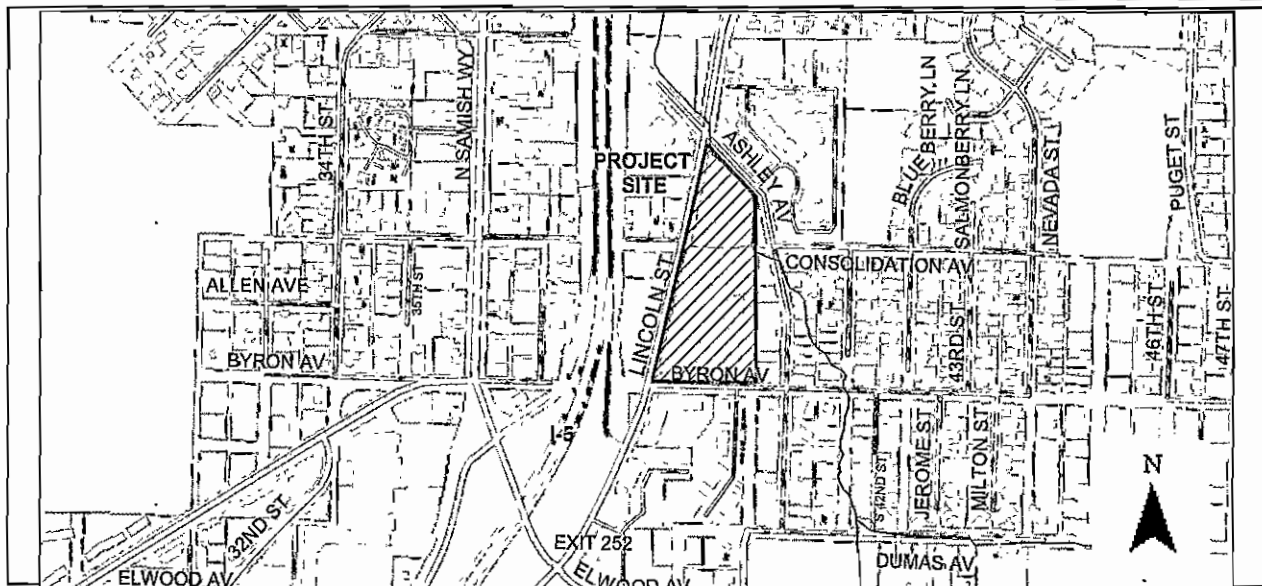 34TH ST
N SAMISH WY
PROJECT
SITE
ASHLEY AV
BLUE BERRY LN
SALMONBERRY LN
NEVADA ST
PUGET ST
ALLEN AVE
35TH ST
LINCOLN ST
CONSOLIDATION AV
43RD ST
46TH ST
47TH ST
BYRON AV
BYRON AV
I-5
S 42ND ST
JEROME ST
MILTON ST
N
32ND ST
EXIT 252
DUMAS AV
ELWOOD AV
ELWOOD AV